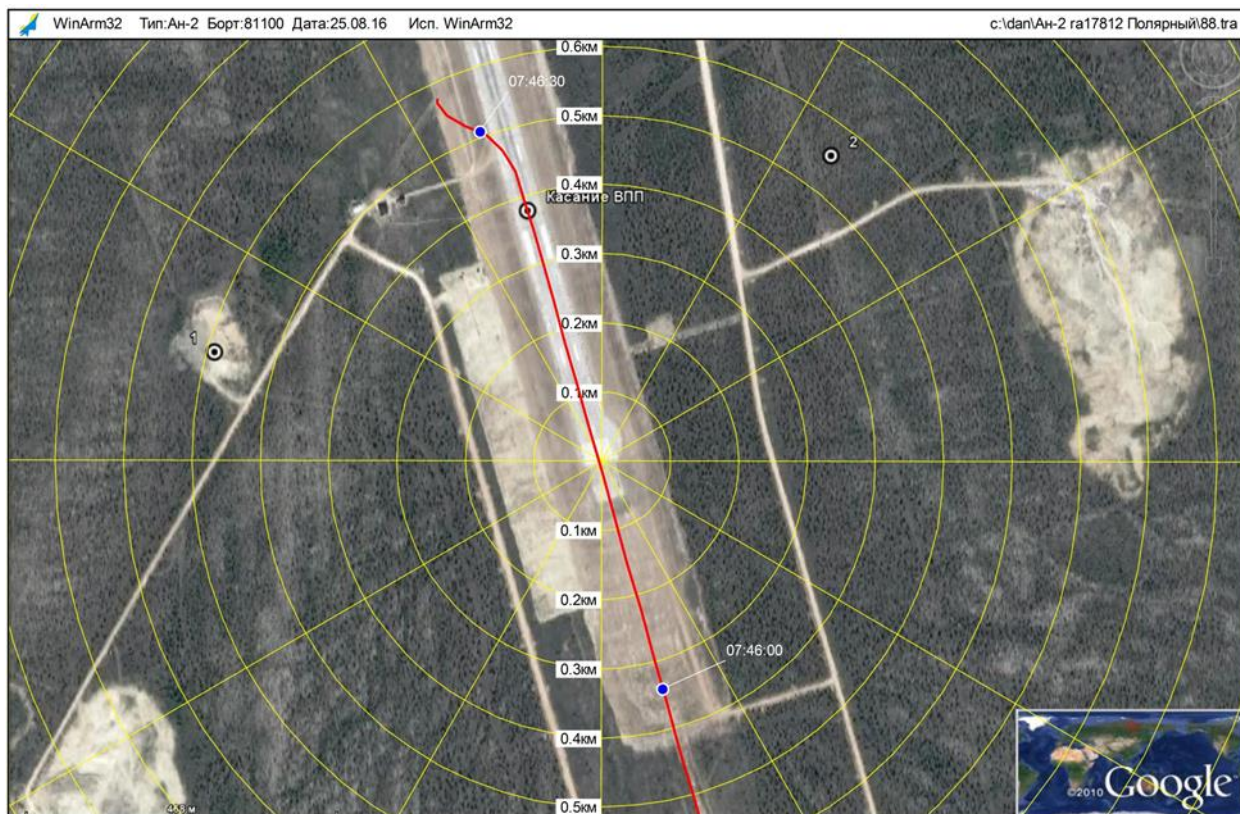 WinArm32 Тип:Ан-2 Борт:81100 Дата:25.08.16 Исп. WinArm32 c:\dan\Ан-2 ra17812 Полярный\88.tra
0.6км
07:46:30
0.5км
2
0.4км
Касание ВПП
0.3км
0.2км
1
0.1км
0.1км
0.2км
0.3км
07:46:00
0.4км
©2010 Google
0.5км
468 м